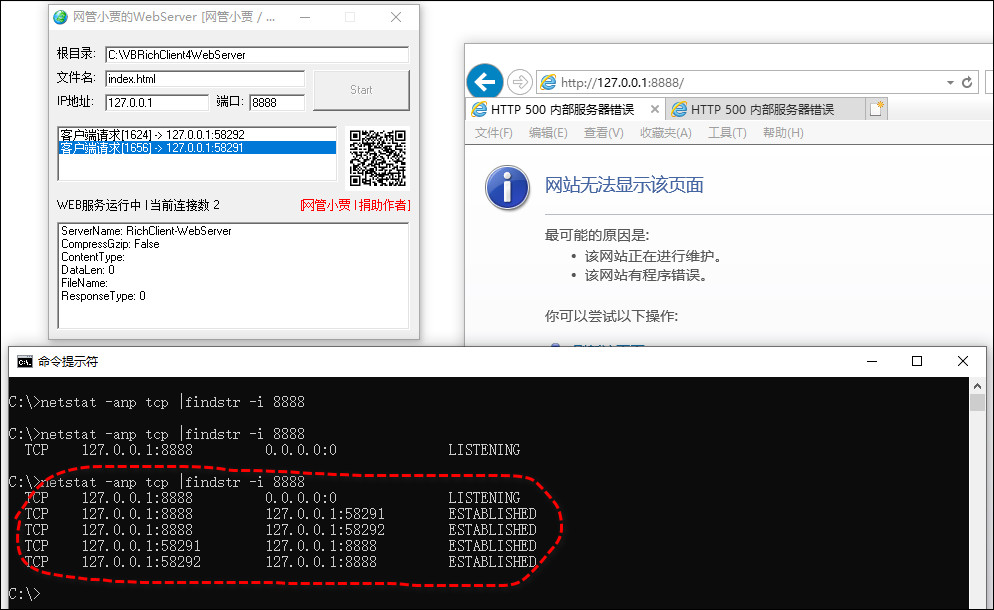 网管小贾的WebServer [网管小贾 / ...
根目录: C:\VBRichClient4WebServer
文件名: index.html
IP地址: 127.0.0.1 端口: 8888
Start
客户端请求[1624] -> 127.0.0.1:58292
客户端请求[1656] -> 127.0.0.1:58291
WEB服务运行中 | 当前连接数 2 [网管小贾 | 捐助作者]
ServerName: RichClient-WebServer
CompressGzip: False
ContentType:
DataLen: 0
FileName:
ResponseType: 0
http://127.0.0.1:8888/
HTTP 500 内部服务器错误 HTTP 500 内部服务器错误
文件(F) 编辑(E) 查看(V) 收藏夹(A) 工具(T) 帮助(H)
网站无法显示该页面
最可能的原因是:
• 该网站正在进行维护。
• 该网站有程序错误。
你可以尝试以下操作:
命令提示符
C:\>netstat -anp tcp |findstr -i 8888
C:\>netstat -anp tcp |findstr -i 8888
TCP 127.0.0.1:8888 0.0.0.0:0 LISTENING
C:\>netstat -anp tcp |findstr -i 8888
TCP 127.0.0.1:8888 0.0.0.0:0 LISTENING
TCP 127.0.0.1:8888 127.0.0.1:58291 ESTABLISHED
TCP 127.0.0.1:8888 127.0.0.1:58292 ESTABLISHED
TCP 127.0.0.1:58291 127.0.0.1:8888 ESTABLISHED
TCP 127.0.0.1:58292 127.0.0.1:8888 ESTABLISHED
C:\>